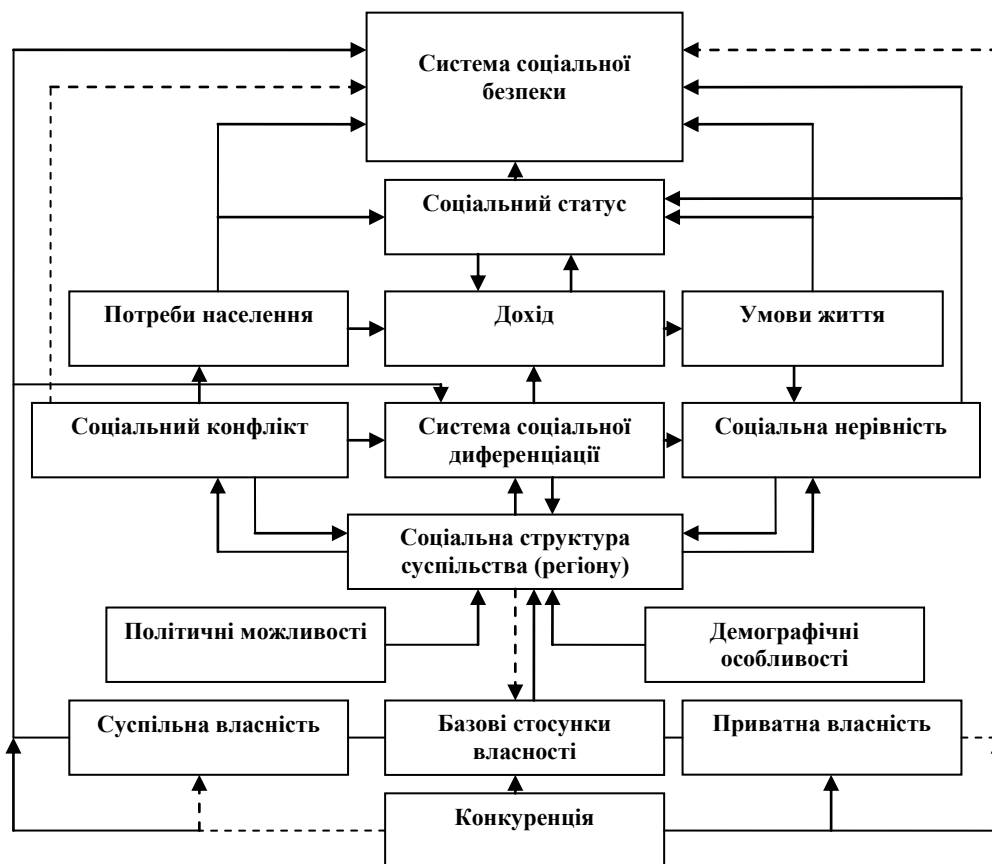 Система соціальної
безпеки
Соціальний статус
Потреби населення
Дохід
Умови життя
Соціальний конфлікт
Система соціальної
диференціації
Соціальна нерівність
Соціальна структура
суспільства (регіону)
Політичні можливості
Демографічні
особливості
Суспільна власність
Базові стосунки
власності
Приватна власність
Конкуренція